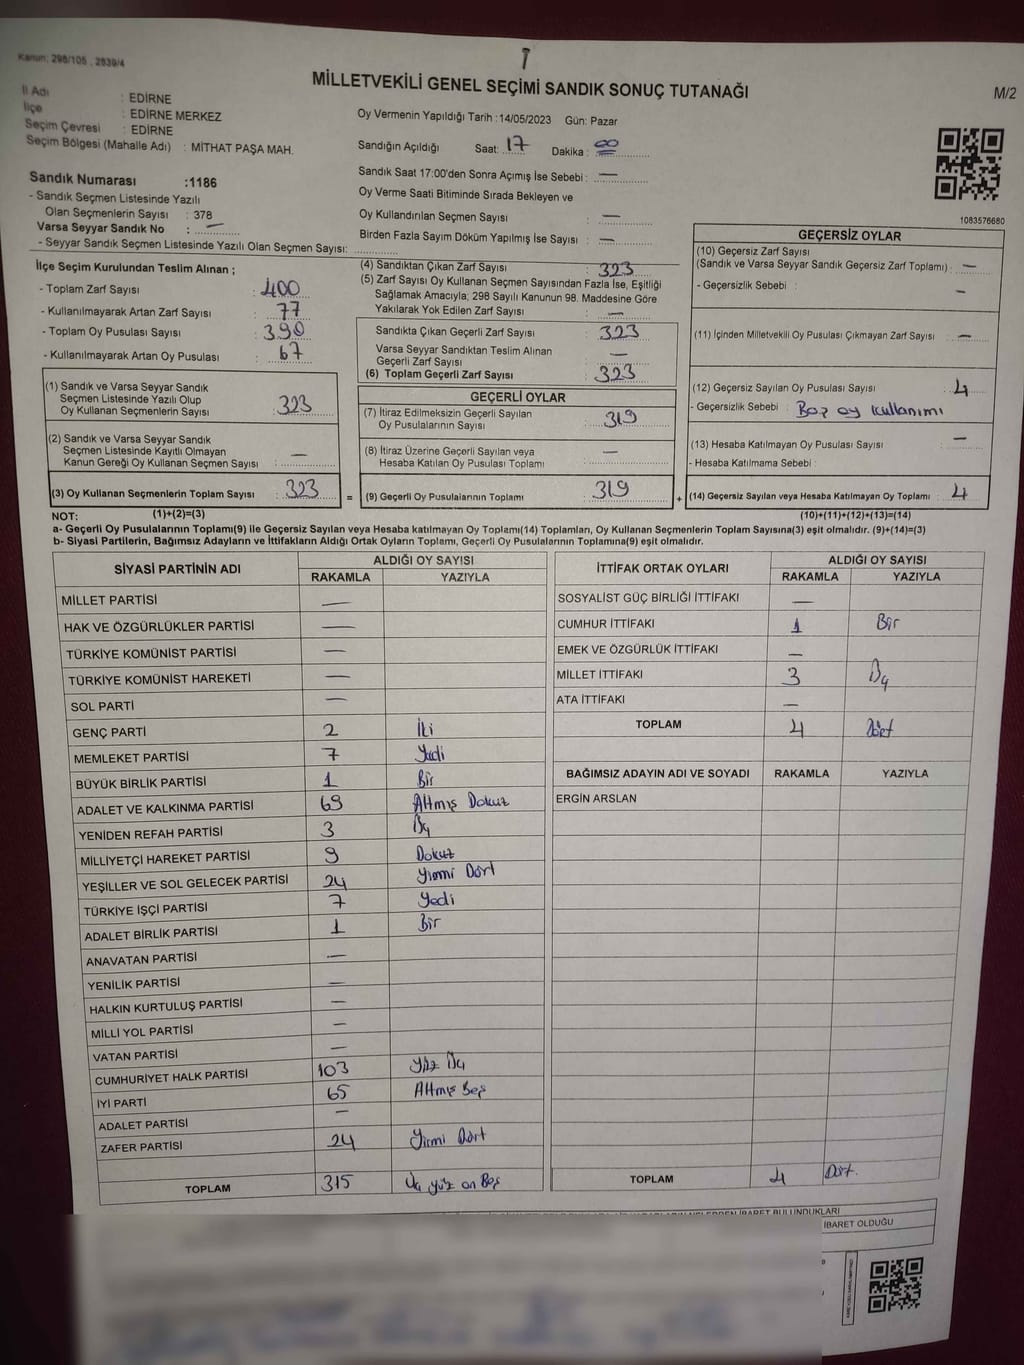 Kanun: 298/105 , 2839/4
MİLLETVEKİLİ GENEL SEÇİMİ SANDIK SONUÇ TUTANAĞI
M/2
İl Adı : EDİRNE
İlçe : EDİRNE MERKEZ
Seçim Çevresi : EDİRNE
Seçim Bölgesi (Mahalle Adı) : MİTHAT PAŞA MAH.
Sandık Numarası :1186
- Sandık Seçmen Listesinde Yazılı
Olan Seçmenlerin Sayısı : 378
Varsa Seyyar Sandık No : —
- Seyyar Sandık Seçmen Listesinde Yazılı Olan Seçmen Sayısı:
Oy Vermenin Yapıldığı Tarih :14/05/2023 Gün: Pazar
Sandığın Açıldığı Saat: 17 Dakika : 00
Sandık Saat 17:00'den Sonra Açımış İse Sebebi : —
Oy Verme Saati Bitiminde Sırada Bekleyen ve
Oy Kullandırılan Seçmen Sayısı : —
Birden Fazla Sayım Döküm Yapılmış İse Sayısı : —
1083576680
İlçe Seçim Kurulundan Teslim Alınan ;
- Toplam Zarf Sayısı : 400
- Kullanılmayarak Artan Zarf Sayısı : 77
- Toplam Oy Pusulası Sayısı : 390
- Kullanılmayarak Artan Oy Pusulası : 67
(1) Sandık ve Varsa Seyyar Sandık
Seçmen Listesinde Yazılı Olup
Oy Kullanan Seçmenlerin Sayısı : 323
(2) Sandık ve Varsa Seyyar Sandık
Seçmen Listesinde Kayıtlı Olmayan
Kanun Gereği Oy Kullanan Seçmen Sayısı : —
(3) Oy Kullanan Seçmenlerin Toplam Sayısı : 323 =
(4) Sandıktan Çıkan Zarf Sayısı : 323
(5) Zarf Sayısı Oy Kullanan Seçmen Sayısından Fazla İse, Eşitliği
Sağlamak Amacıyla; 298 Sayılı Kanunun 98. Maddesine Göre
Yakılarak Yok Edilen Zarf Sayısı : —
Sandıkta Çıkan Geçerli Zarf Sayısı : 323
Varsa Seyyar Sandıktan Teslim Alınan
Geçerli Zarf Sayısı : —
(6) Toplam Geçerli Zarf Sayısı : 323
GEÇERLİ OYLAR
(7) İtiraz Edilmeksizin Geçerli Sayılan
Oy Pusulalarının Sayısı : 319
(8) İtiraz Üzerine Geçerli Sayılan veya
Hesaba Katılan Oy Pusulası Toplamı : —
(9) Geçerli Oy Pusulalarının Toplamı : 319 +
GEÇERSİZ OYLAR
(10) Geçersiz Zarf Sayısı
(Sandık ve Varsa Seyyar Sandık Geçersiz Zarf Toplamı) : —
- Geçersizlik Sebebi : —
(11) İçinden Milletvekili Oy Pusulası Çıkmayan Zarf Sayısı : —
(12) Geçersiz Sayılan Oy Pusulası Sayısı : 4
- Geçersizlik Sebebi : Boş oy kullanımı
(13) Hesaba Katılmayan Oy Pusulası Sayısı : —
- Hesaba Katılmama Sebebi :
(14) Geçersiz Sayılan veya Hesaba Katılmayan Oy Toplamı : 4
NOT: (1)+(2)=(3)
(10)+(11)+(12)+(13)=(14)
a- Geçerli Oy Pusulalarının Toplamı(9) ile Geçersiz Sayılan veya Hesaba katılmayan Oy Toplamı(14) Toplamları, Oy Kullanan Seçmenlerin Toplam Sayısına(3) eşit olmalıdır. (9)+(14)=(3)
b- Siyasi Partilerin, Bağımsız Adayların ve İttifakların Aldığı Ortak Oyların Toplamı, Geçerli Oy Pusulalarının Toplamına(9) eşit olmalıdır.
SİYASİ PARTİNİN ADI ALDIĞI OY SAYISI
RAKAMLA YAZIYLA
MİLLET PARTİSİ —
HAK VE ÖZGÜRLÜKLER PARTİSİ —
TÜRKİYE KOMÜNİST PARTİSİ —
TÜRKİYE KOMÜNİST HAREKETİ —
SOL PARTİ —
GENÇ PARTİ 2 İki
MEMLEKET PARTİSİ 7 Yedi
BÜYÜK BİRLİK PARTİSİ 1 Bir
ADALET VE KALKINMA PARTİSİ 69 Altmış Dokuz
YENİDEN REFAH PARTİSİ 3 Üç
MİLLİYETÇİ HAREKET PARTİSİ 9 Dokuz
YEŞİLLER VE SOL GELECEK PARTİSİ 24 Yirmi Dört
TÜRKİYE İŞÇİ PARTİSİ 7 Yedi
ADALET BİRLİK PARTİSİ 1 Bir
ANAVATAN PARTİSİ —
YENİLİK PARTİSİ —
HALKIN KURTULUŞ PARTİSİ —
MİLLİ YOL PARTİSİ —
VATAN PARTİSİ —
CUMHURİYET HALK PARTİSİ 103 Yüz Üç
İYİ PARTİ 65 Altmış Beş
ADALET PARTİSİ —
ZAFER PARTİSİ 24 Yirmi Dört
TOPLAM 315 Üç yüz on Beş
İTTİFAK ORTAK OYLARI ALDIĞI OY SAYISI
RAKAMLA YAZIYLA
SOSYALİST GÜÇ BİRLİĞİ İTTİFAKI —
CUMHUR İTTİFAKI 1 Bir
EMEK VE ÖZGÜRLÜK İTTİFAKI —
MİLLET İTTİFAKI 3 Üç
ATA İTTİFAKI —
TOPLAM 4 Dört
BAĞIMSIZ ADAYIN ADI VE SOYADI RAKAMLA YAZIYLA
ERGİN ARSLAN
TOPLAM 4 Dört.
İBARET BULUNDUKLARI
İBARET OLDUĞU